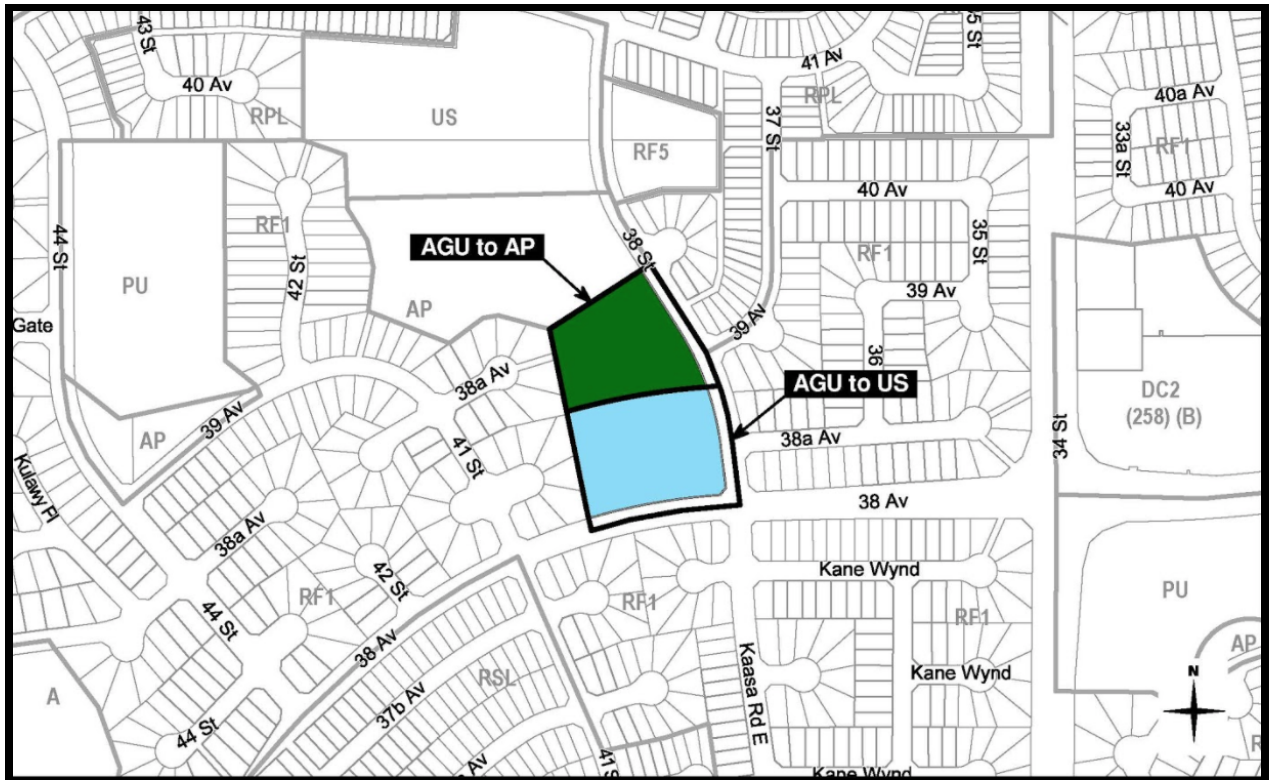 43 St
40 Av
RPL
US
41 Av
RPL
5 St
40a Av
37 St
33a St
RF1
RF5
40 Av
40 Av
44 St
RF1
42 St
PU
AGU to AP
38 St
RF1
35 St
39 Av
AP
39 Av
Gate
36
38a Av
AGU to US
DC2
(258) (B)
AP
39 Av
41 St
38a Av
34 St
Kulawy Pl
38a Av
38 Av
42 St
Kane Wynd
RF1
RF1
RF1
PU
44 St
38 Av
AP
Kaasa Rd E
RSL
Kane Wynd
N
A
37b Av
44 St
41 S
Av
Kane Wynd
R